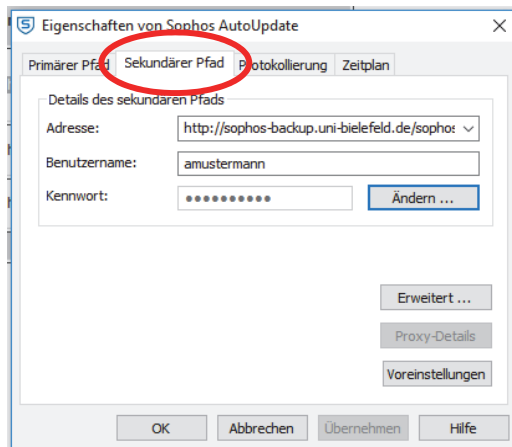 Eigenschaften von Sophos AutoUpdate
Primärer Pfad Sekundärer Pfad Protokollierung Zeitplan
Details des sekundären Pfads
Adresse: http://sophos-backup.uni-bielefeld.de/sophos
Benutzername: amustermann
Kennwort: ●●●●●●●●●● Ändern ...
Erweitert ...
Proxy-Details
Voreinstellungen
OK Abbrechen Übernehmen Hilfe